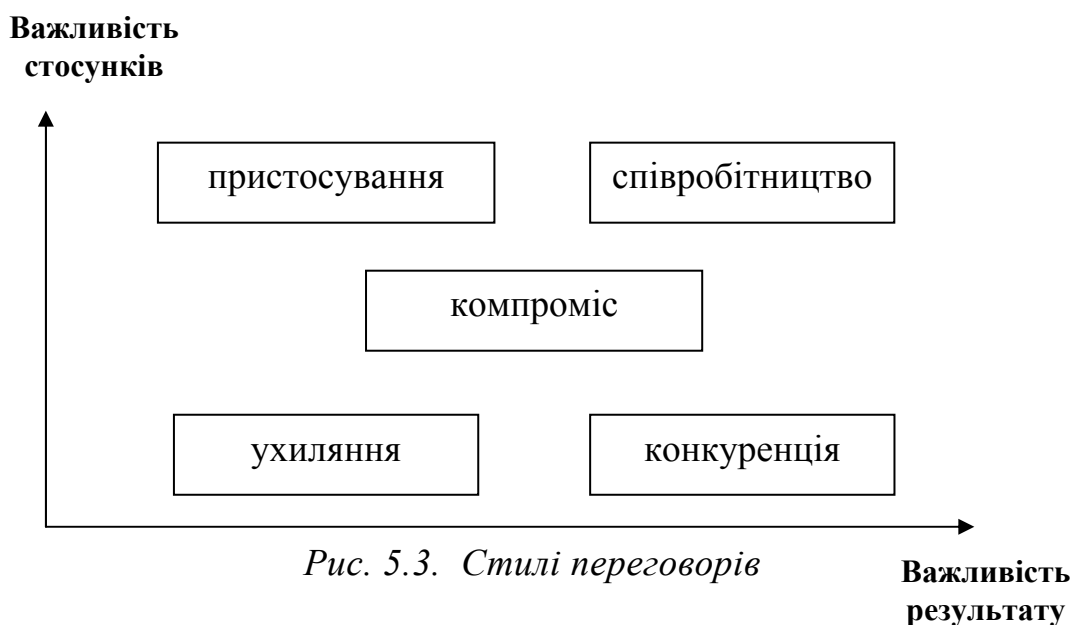 Важливість
стосунків
пристосування
співробітництво
компроміс
ухиляння
конкуренція
Рис. 5.3. Стилі переговорів
Важливість
результату